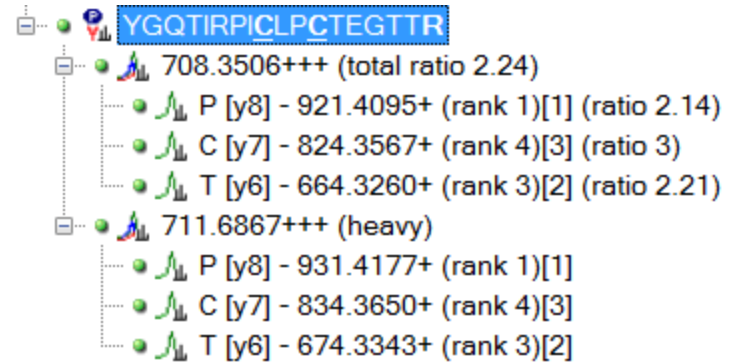 YGQTIRPICLPCTEGTTR
708.3506+++ (total ratio 2.24)
P [y8] - 921.4095+ (rank 1)[1] (ratio 2.14)
C [y7] - 824.3567+ (rank 4)[3] (ratio 3)
T [y6] - 664.3260+ (rank 3)[2] (ratio 2.21)
711.6867+++ (heavy)
P [y8] - 931.4177+ (rank 1)[1]
C [y7] - 834.3650+ (rank 4)[3]
T [y6] - 674.3343+ (rank 3)[2]